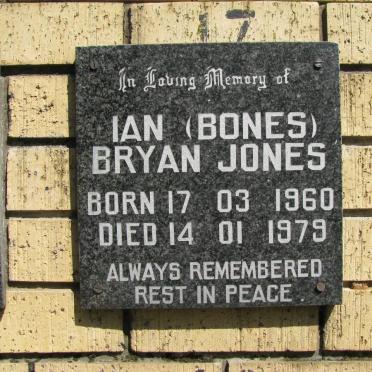 17
In Loving Memory of
IAN (BONES)
BRYAN JONES
BORN 17 03 1960
DIED 14 01 1979
ALWAYS REMEMBERED
REST IN PEACE